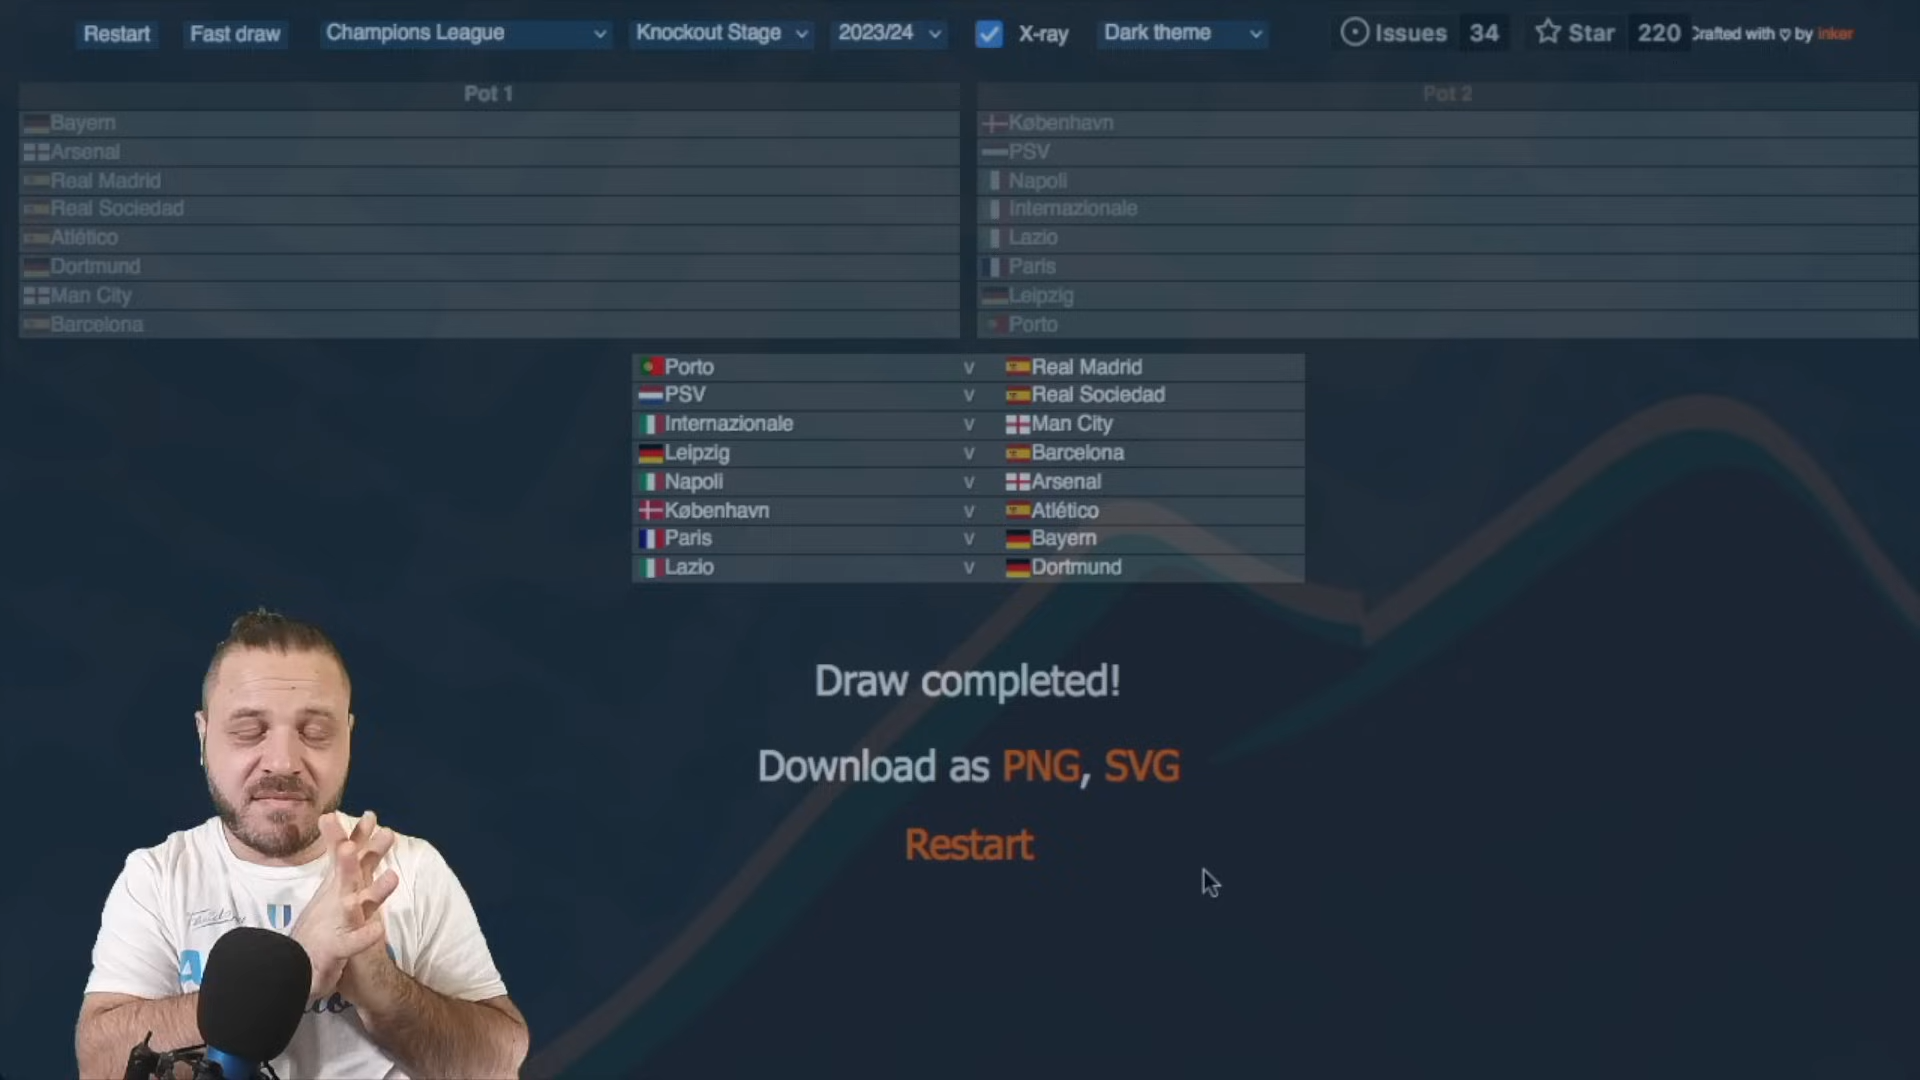 Restart Fast draw Champions League Knockout Stage 2023/24 X-ray Dark theme Issues 34 Star 220 Crafted with ♡ by inker
Pot 1
Bayern
Arsenal
Real Madrid
Real Sociedad
Atlético
Dortmund
Man City
Barcelona
Pot 2
København
PSV
Napoli
Internazionale
Lazio
Paris
Leipzig
Porto
Porto v Real Madrid
PSV v Real Sociedad
Internazionale v Man City
Leipzig v Barcelona
Napoli v Arsenal
København v Atlético
Paris v Bayern
Lazio v Dortmund
Draw completed!
Download as PNG, SVG
Restart